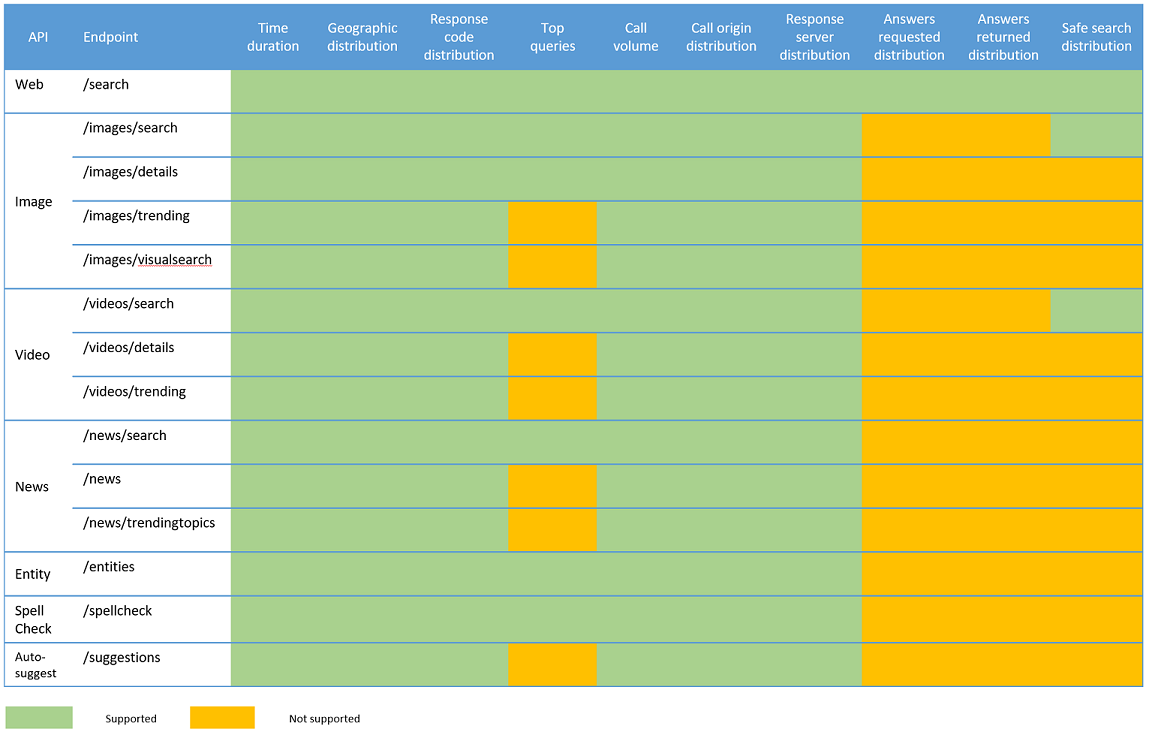 API
Endpoint
Time
duration
Geographic
distribution
Response
code
distribution
Top
queries
Call
volume
Call origin
distribution
Response
server
distribution
Answers
requested
distribution
Answers
returned
distribution
Safe search
distribution
Web
/search
Image
/images/search
/images/details
/images/trending
/images/visualsearch
Video
/videos/search
/videos/details
/videos/trending
News
/news/search
/news
/news/trendingtopics
Entity
/entities
Spell
Check
/spellcheck
Auto-
suggest
/suggestions
Supported
Not supported